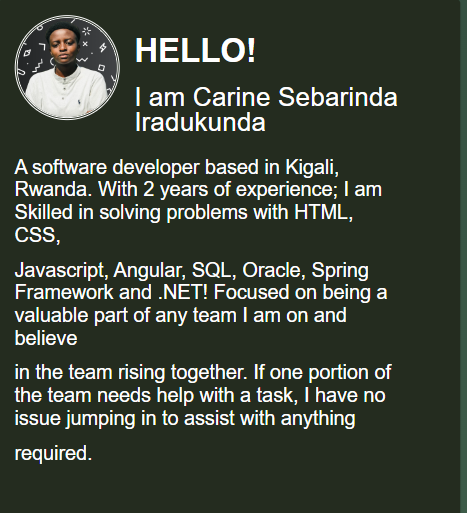 HELLO!
I am Carine Sebarinda
Iradukunda
A software developer based in Kigali,
Rwanda. With 2 years of experience; I am
Skilled in solving problems with HTML,
CSS,
Javascript, Angular, SQL, Oracle, Spring
Framework and .NET! Focused on being a
valuable part of any team I am on and
believe
in the team rising together. If one portion of
the team needs help with a task, I have no
issue jumping in to assist with anything
required.